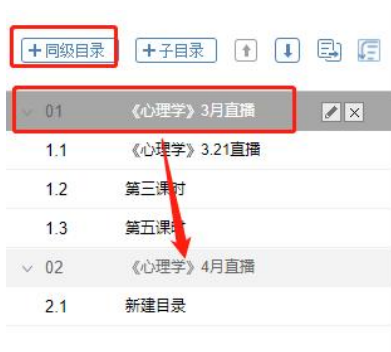 +同级目录 +子目录
01 《心理学》3月直播
1.1 《心理学》3.21直播
1.2 第三课时
1.3 第五课时
02 《心理学》4月直播
2.1 新建目录